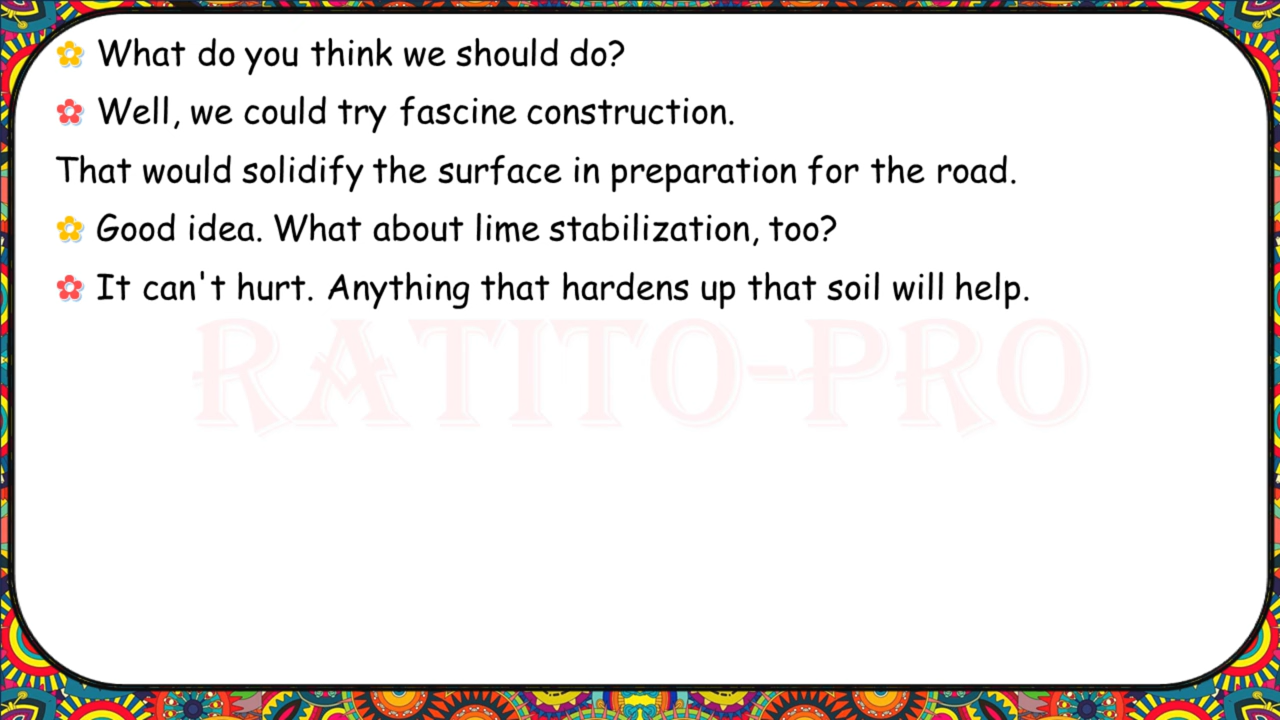 What do you think we should do?
Well, we could try fascine construction.
That would solidify the surface in preparation for the road.
Good idea. What about lime stabilization, too?
It can't hurt. Anything that hardens up that soil will help.
RATITO-PRO